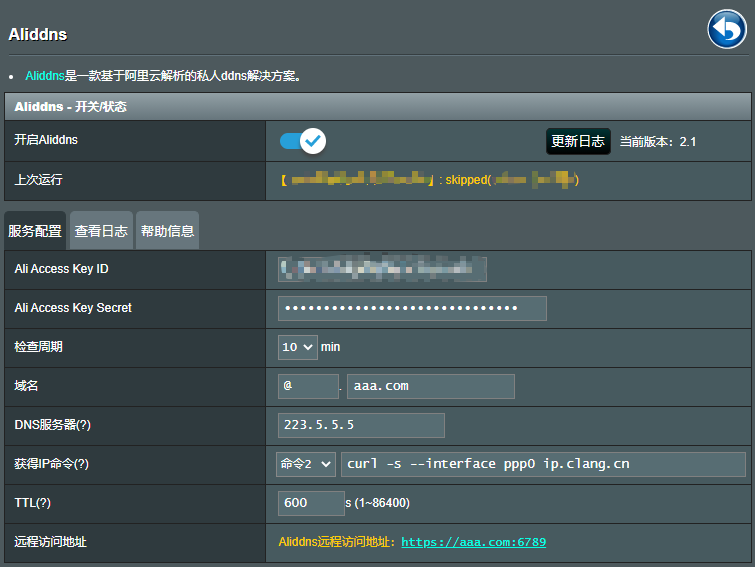 Aliddns
Aliddns是一款基于阿里云解析的私人ddns解决方案。
Aliddns - 开关/状态
开启Aliddns 更新日志 当前版本：2.1
上次运行 【 】: skipped( )
服务配置 查看日志 帮助信息
Ali Access Key ID
Ali Access Key Secret
检查周期 10 min
域名 @ . aaa.com
DNS服务器(?) 223.5.5.5
获得IP命令(?) 命令2 curl -s --interface ppp0 ip.clang.cn
TTL(?) 600 s (1~86400)
远程访问地址 Aliddns远程访问地址：https://aaa.com:6789